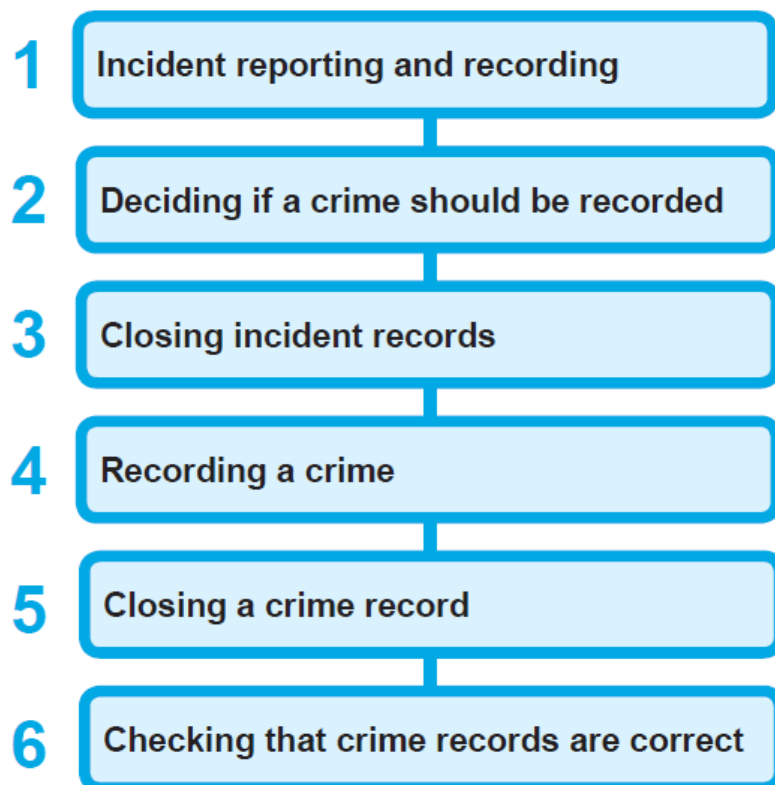 1 Incident reporting and recording
2 Deciding if a crime should be recorded
3 Closing incident records
4 Recording a crime
5 Closing a crime record
6 Checking that crime records are correct